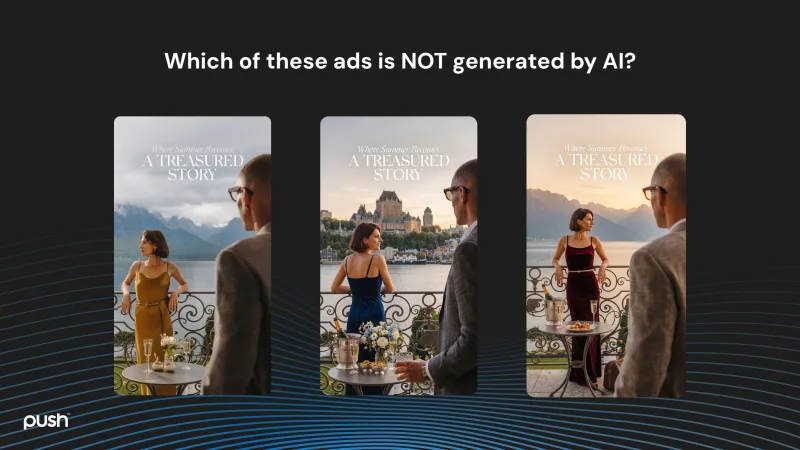 Which of these ads is NOT generated by AI?
Where Summer Becomes
A TREASURED
STORY
Where Summer Becomes
A TREASURED
STORY
Where Summer Becomes
A TREASURED
STORY
push